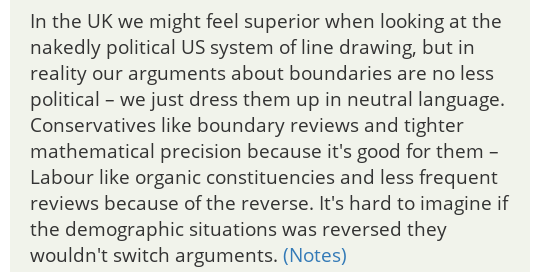 In the UK we might feel superior when looking at the
nakedly political US system of line drawing, but in
reality our arguments about boundaries are no less
political – we just dress them up in neutral language.
Conservatives like boundary reviews and tighter
mathematical precision because it's good for them –
Labour like organic constituencies and less frequent
reviews because of the reverse. It's hard to imagine if
the demographic situations was reversed they
wouldn't switch arguments. (Notes)